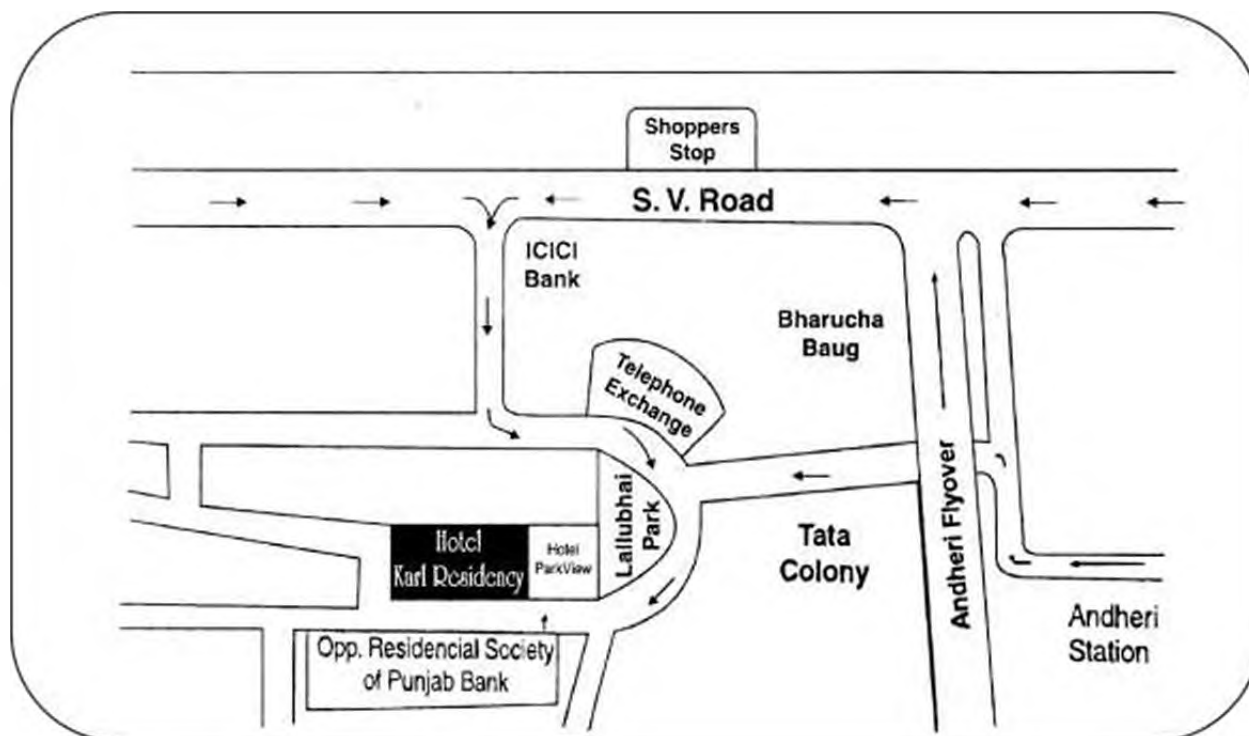 Shoppers
Stop
S. V. Road
ICICI
Bank
Bharucha
Baug
Telephone
Exchange
Andheri Flyover
Lallubhai
Park
Hotel
Karl Residency
Hotel
ParkView
Tata
Colony
Andheri
Station
Opp. Residencial Society
of Punjab Bank